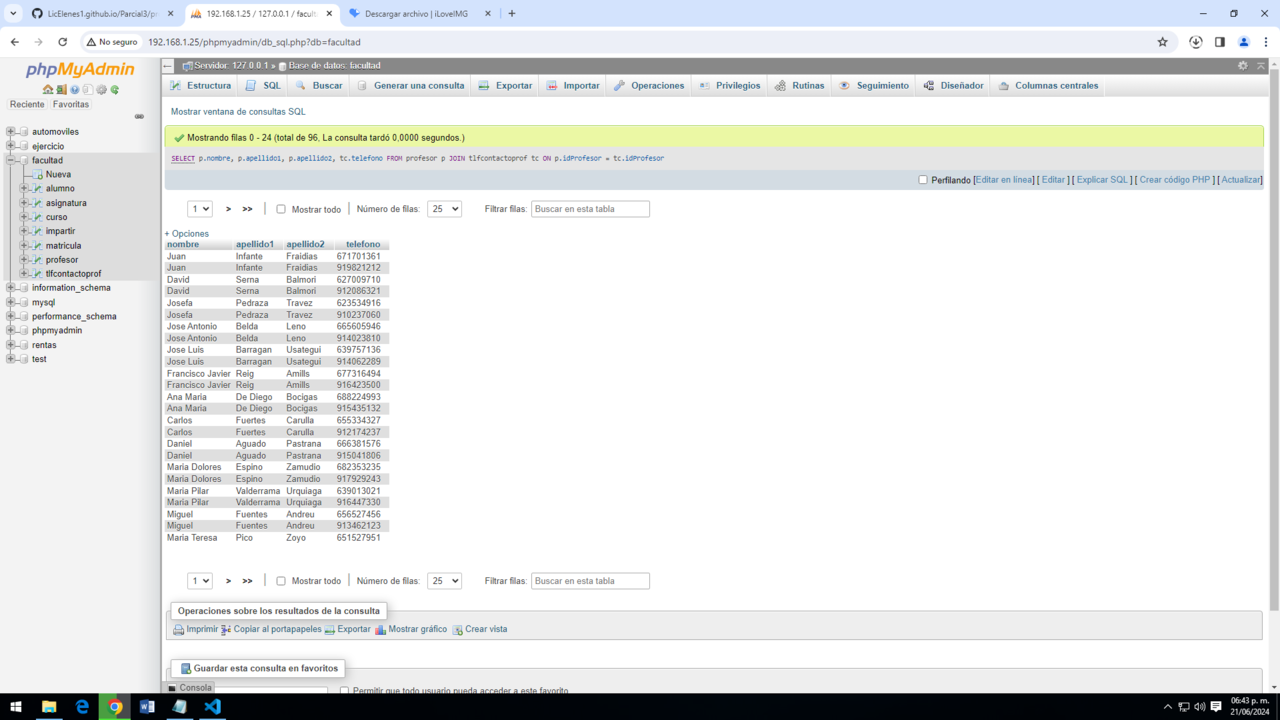 LicElenes1.github.io/Parcial3/pr
192.168.1.25 / 127.0.0.1 / facult
Descargar archivo | iLoveIMG
No seguro
192.168.1.25/phpmyadmin/db_sql.php?db=facultad
phpMyAdmin
Reciente Favoritas
automoviles
ejercicio
facultad
Nueva
alumno
asignatura
curso
impartir
matricula
profesor
tlfcontactoprof
information_schema
mysql
performance_schema
phpmyadmin
rentas
test
Servidor: 127.0.0.1 » Base de datos: facultad
Estructura SQL Buscar Generar una consulta Exportar Importar Operaciones Privilegios Rutinas Seguimiento Diseñador Columnas centrales
Mostrar ventana de consultas SQL
Mostrando filas 0 - 24 (total de 96, La consulta tardó 0,0000 segundos.)
SELECT p.nombre, p.apellido1, p.apellido2, tc.telefono FROM profesor p JOIN tlfcontactoprof tc ON p.idProfesor = tc.idProfesor
Perfilando [Editar en línea] [ Editar ] [ Explicar SQL ] [ Crear código PHP ] [ Actualizar]
1 > >> Mostrar todo Número de filas: 25 Filtrar filas: Buscar en esta tabla
+ Opciones
nombre apellido1 apellido2 telefono
Juan Infante Fraidias 671701361
Juan Infante Fraidias 919821212
David Serna Balmori 627009710
David Serna Balmori 912086321
Josefa Pedraza Travez 623534916
Josefa Pedraza Travez 910237060
Jose Antonio Belda Leno 665605946
Jose Antonio Belda Leno 914023810
Jose Luis Barragan Usategui 639757136
Jose Luis Barragan Usategui 914062289
Francisco Javier Reig Amills 677316494
Francisco Javier Reig Amills 916423500
Ana Maria De Diego Bocigas 688224993
Ana Maria De Diego Bocigas 915435132
Carlos Fuertes Carulla 655334327
Carlos Fuertes Carulla 912174237
Daniel Aguado Pastrana 666381576
Daniel Aguado Pastrana 915041806
Maria Dolores Espino Zamudio 682353235
Maria Dolores Espino Zamudio 917929243
Maria Pilar Valderrama Urquiaga 639013021
Maria Pilar Valderrama Urquiaga 916447330
Miguel Fuentes Andreu 656527456
Miguel Fuentes Andreu 913462123
Maria Teresa Pico Zoyo 651527951
1 > >> Mostrar todo Número de filas: 25 Filtrar filas: Buscar en esta tabla
Operaciones sobre los resultados de la consulta
Imprimir Copiar al portapapeles Exportar Mostrar gráfico Crear vista
Guardar esta consulta en favoritos
Consola
Permitir que todo usuario pueda acceder a este favorito
06:43 p. m.
21/06/2024